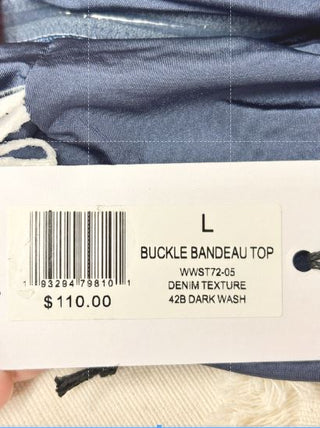 L
BUCKLE BANDEAU TOP
WWST72-05
DENIM TEXTURE
42B DARK WASH
1 93294 79810 1
$110.00